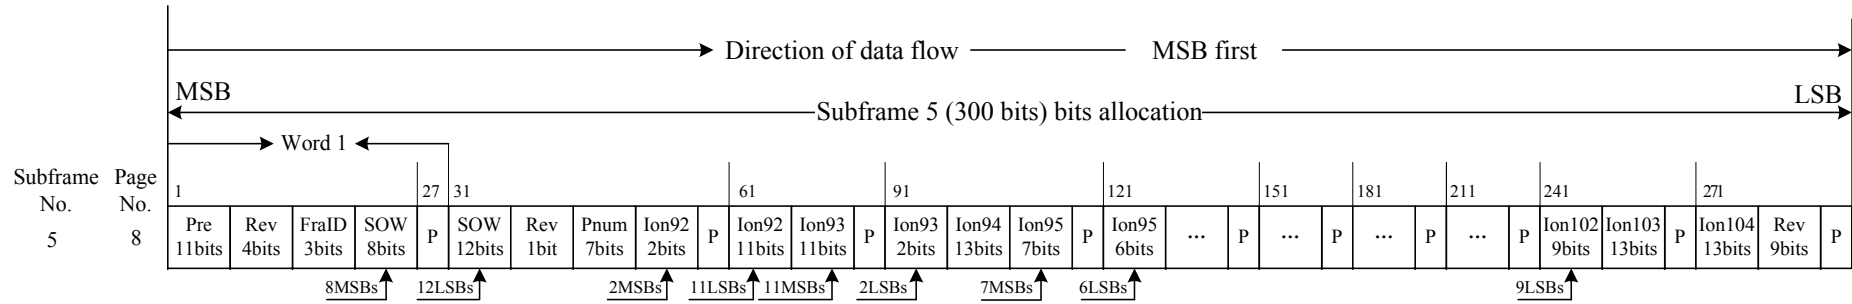 Direction of data flow MSB first
MSB LSB
Subframe 5 (300 bits) bits allocation
Word 1
Subframe No. Page No.
1 27 31 61 91 121 151 181 211 241 271
5 8
Pre 11bits
Rev 4bits
FraID 3bits
SOW 8bits
P
SOW 12bits
Rev 1bit
Pnum 7bits
Ion92 2bits
P
Ion92 11bits
Ion93 11bits
P
Ion93 2bits
Ion94 13bits
Ion95 7bits
P
Ion95 6bits
...
P
...
P
...
P
...
P
Ion102 9bits
Ion103 13bits
P
Ion104 13bits
Rev 9bits
P
8MSBs 12LSBs 2MSBs 11LSBs 11MSBs 2LSBs 7MSBs 6LSBs 9LSBs